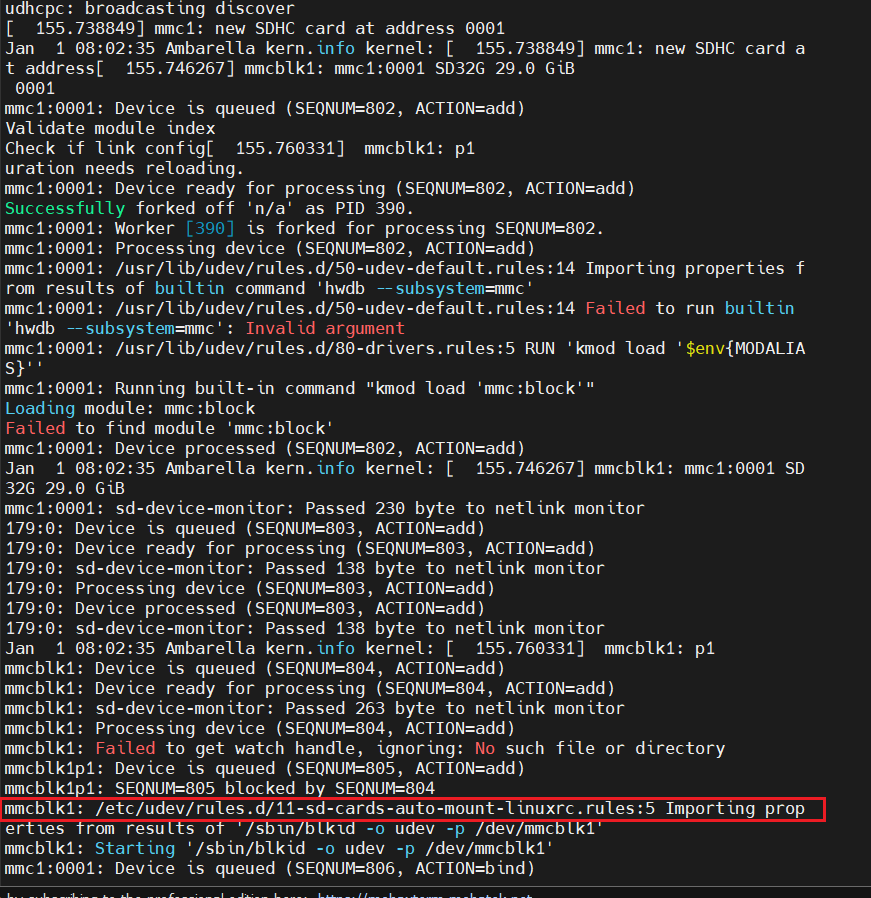 udhcpc: broadcasting discover
[  155.738849] mmc1: new SDHC card at address 0001
Jan  1 08:02:35 Ambarella kern.info kernel: [  155.738849] mmc1: new SDHC card a
t address[  155.746267] mmcblk1: mmc1:0001 SD32G 29.0 GiB
 0001
mmc1:0001: Device is queued (SEQNUM=802, ACTION=add)
Validate module index
Check if link config[  155.760331]  mmcblk1: p1
uration needs reloading.
mmc1:0001: Device ready for processing (SEQNUM=802, ACTION=add)
Successfully forked off 'n/a' as PID 390.
mmc1:0001: Worker [390] is forked for processing SEQNUM=802.
mmc1:0001: Processing device (SEQNUM=802, ACTION=add)
mmc1:0001: /usr/lib/udev/rules.d/50-udev-default.rules:14 Importing properties f
rom results of builtin command 'hwdb --subsystem=mmc'
mmc1:0001: /usr/lib/udev/rules.d/50-udev-default.rules:14 Failed to run builtin
'hwdb --subsystem=mmc': Invalid argument
mmc1:0001: /usr/lib/udev/rules.d/80-drivers.rules:5 RUN 'kmod load '$env{MODALIA
S}''
mmc1:0001: Running built-in command "kmod load 'mmc:block'"
Loading module: mmc:block
Failed to find module 'mmc:block'
mmc1:0001: Device processed (SEQNUM=802, ACTION=add)
Jan  1 08:02:35 Ambarella kern.info kernel: [  155.746267] mmcblk1: mmc1:0001 SD
32G 29.0 GiB
mmc1:0001: sd-device-monitor: Passed 230 byte to netlink monitor
179:0: Device is queued (SEQNUM=803, ACTION=add)
179:0: Device ready for processing (SEQNUM=803, ACTION=add)
179:0: sd-device-monitor: Passed 138 byte to netlink monitor
179:0: Processing device (SEQNUM=803, ACTION=add)
179:0: Device processed (SEQNUM=803, ACTION=add)
179:0: sd-device-monitor: Passed 138 byte to netlink monitor
Jan  1 08:02:35 Ambarella kern.info kernel: [  155.760331]  mmcblk1: p1
mmcblk1: Device is queued (SEQNUM=804, ACTION=add)
mmcblk1: Device ready for processing (SEQNUM=804, ACTION=add)
mmcblk1: sd-device-monitor: Passed 263 byte to netlink monitor
mmcblk1: Processing device (SEQNUM=804, ACTION=add)
mmcblk1: Failed to get watch handle, ignoring: No such file or directory
mmcblk1p1: Device is queued (SEQNUM=805, ACTION=add)
mmcblk1p1: SEQNUM=805 blocked by SEQNUM=804
mmcblk1: /etc/udev/rules.d/11-sd-cards-auto-mount-linuxrc.rules:5 Importing prop
erties from results of '/sbin/blkid -o udev -p /dev/mmcblk1'
mmcblk1: Starting '/sbin/blkid -o udev -p /dev/mmcblk1'
mmc1:0001: Device is queued (SEQNUM=806, ACTION=bind)
by subscribing to the professional edition here: https://mobaxterm.mobatek.net